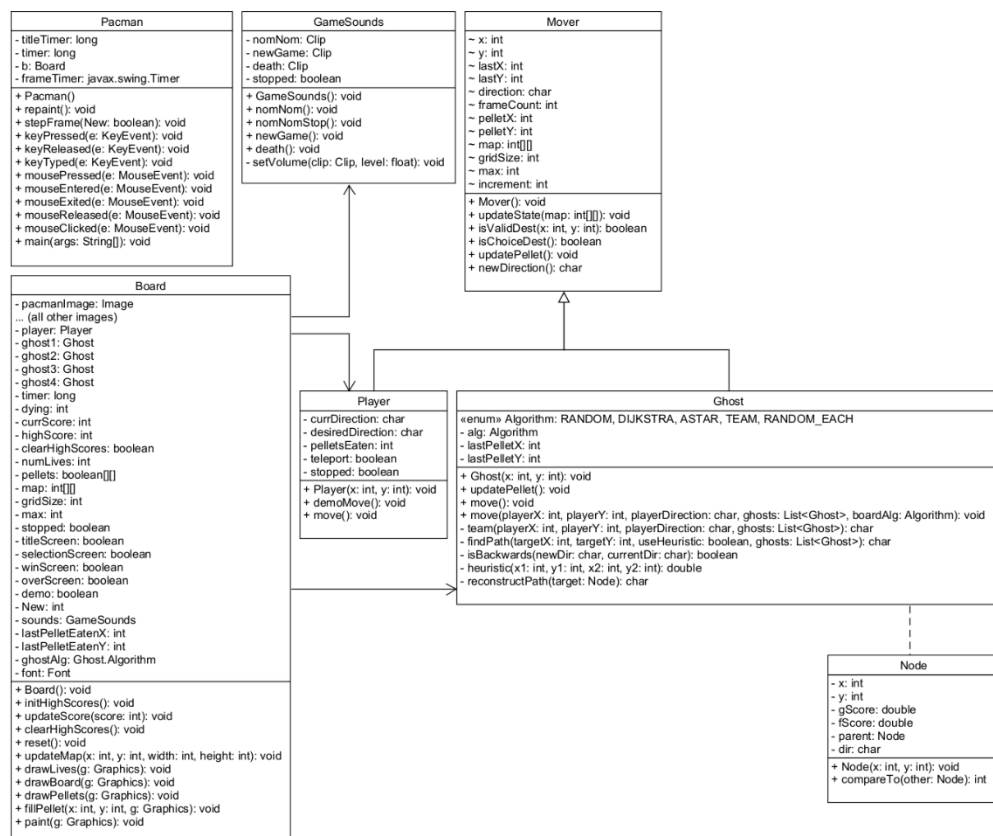 Pacman
- titleTimer: long
- timer: long
- b: Board
- frameTimer: javax.swing.Timer
+ Pacman()
+ repaint(): void
+ stepFrame(New: boolean): void
+ keyPressed(e: KeyEvent): void
+ keyReleased(e: KeyEvent): void
+ keyTyped(e: KeyEvent): void
+ mousePressed(e: MouseEvent): void
+ mouseEntered(e: MouseEvent): void
+ mouseExited(e: MouseEvent): void
+ mouseReleased(e: MouseEvent): void
+ mouseClicked(e: MouseEvent): void
+ main(args: String[]): void
GameSounds
- nomNom: Clip
- newGame: Clip
- death: Clip
- stopped: boolean
+ GameSounds(): void
+ nomNom(): void
+ nomNomStop(): void
+ newGame(): void
+ death(): void
- setVolume(clip: Clip, level: float): void
Mover
~ x: int
~ y: int
~ lastX: int
~ lastY: int
~ direction: char
~ frameCount: int
~ pelletX: int
~ pelletY: int
~ map: int[][]
~ gridSize: int
~ max: int
~ increment: int
+ Mover(): void
+ updateState(map: int[][]): void
+ isValidDest(x: int, y: int): boolean
+ isChoiceDest(): boolean
+ updatePellet(): void
+ newDirection(): char
Board
- pacmanImage: Image
... (all other images)
- player: Player
- ghost1: Ghost
- ghost2: Ghost
- ghost3: Ghost
- ghost4: Ghost
- timer: long
- dying: int
- currScore: int
- highScore: int
- clearHighScores: boolean
- numLives: int
- pellets: boolean[][]
- map: int[][]
- gridSize: int
- max: int
- stopped: boolean
- titleScreen: boolean
- selectionScreen: boolean
- winScreen: boolean
- overScreen: boolean
- demo: boolean
- New: int
- sounds: GameSounds
- lastPelletEatenX: int
- lastPelletEatenY: int
- ghostAlg: Ghost.Algorithm
- font: Font
+ Board(): void
+ initHighScores(): void
+ updateScore(score: int): void
+ clearHighScores(): void
+ reset(): void
+ updateMap(x: int, y: int, width: int, height: int): void
+ drawLives(g: Graphics): void
+ drawBoard(g: Graphics): void
+ drawPellets(g: Graphics): void
+ fillPellet(x: int, y: int, g: Graphics): void
+ paint(g: Graphics): void
Player
- currDirection: char
- desiredDirection: char
- pelletsEaten: int
- teleport: boolean
- stopped: boolean
+ Player(x: int, y: int): void
+ demoMove(): void
+ move(): void
Ghost
«enum» Algorithm: RANDOM, DIJKSTRA, ASTAR, TEAM, RANDOM_EACH
- alg: Algorithm
- lastPelletX: int
- lastPelletY: int
+ Ghost(x: int, y: int): void
+ updatePellet(): void
+ move(): void
+ move(playerX: int, playerY: int, playerDirection: char, ghosts: List<Ghost>, boardAlg: Algorithm): void
- team(playerX: int, playerY: int, playerDirection: char, ghosts: List<Ghost>): char
- findPath(targetX: int, targetY: int, useHeuristic: boolean, ghosts: List<Ghost>): char
- isBackwards(newDir: char, currentDir: char): boolean
- heuristic(x1: int, y1: int, x2: int, y2: int): double
- reconstructPath(target: Node): char
Node
- x: int
- y: int
- gScore: double
- fScore: double
- parent: Node
- dir: char
+ Node(x: int, y: int): void
+ compareTo(other: Node): int